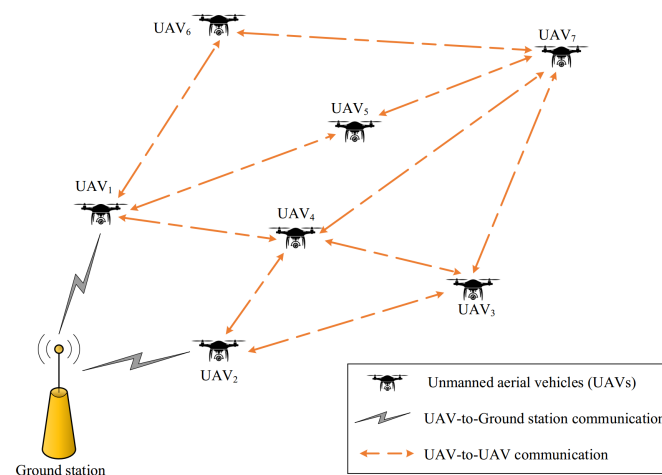 UAV₆
UAV₇
UAV₅
UAV₁
UAV₄
UAV₃
UAV₂
Ground station
Unmanned aerial vehicles (UAVs)
UAV-to-Ground station communication
UAV-to-UAV communication